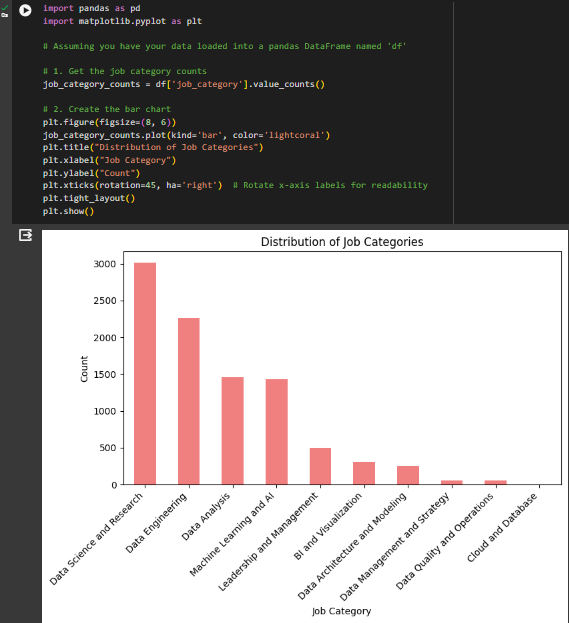 import pandas as pd
import matplotlib.pyplot as plt
# Assuming you have your data loaded into a pandas DataFrame named 'df'
# 1. Get the job category counts
job_category_counts = df['job_category'].value_counts()
# 2. Create the bar chart
plt.figure(figsize=(8, 6))
job_category_counts.plot(kind='bar', color='lightcoral')
plt.title("Distribution of Job Categories")
plt.xlabel("Job Category")
plt.ylabel("Count")
plt.xticks(rotation=45, ha='right')  # Rotate x-axis labels for readability
plt.tight_layout()
plt.show()
Distribution of Job Categories
Count
3000
2500
2000
1500
1000
500
0
Data Science and Research
Data Engineering
Data Analysis
Machine Learning and AI
Leadership and Management
BI and Visualization
Data Architecture and Modeling
Data Management and Strategy
Data Quality and Operations
Cloud and Database
Job Category